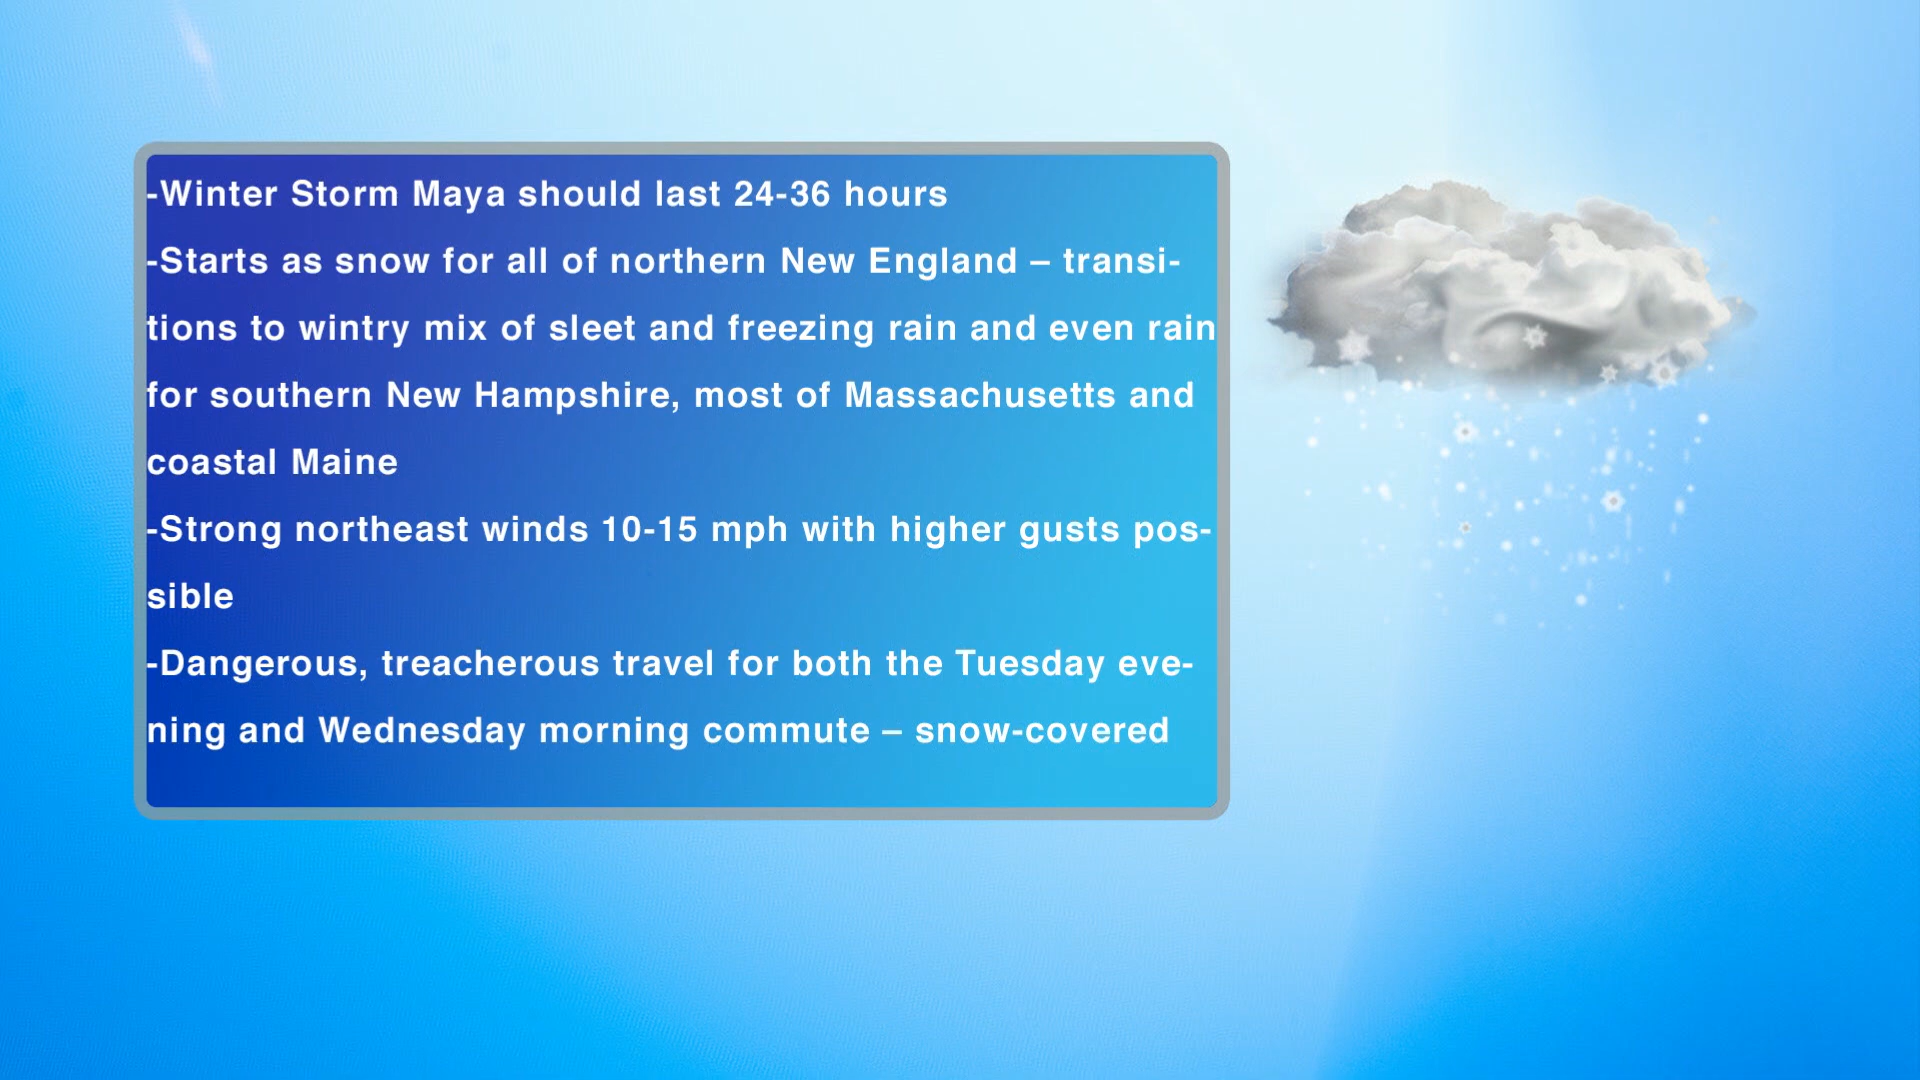 -Winter Storm Maya should last 24-36 hours
-Starts as snow for all of northern New England – transi-
tions to wintry mix of sleet and freezing rain and even rain
for southern New Hampshire, most of Massachusetts and
coastal Maine
-Strong northeast winds 10-15 mph with higher gusts pos-
sible
-Dangerous, treacherous travel for both the Tuesday eve-
ning and Wednesday morning commute – snow-covered